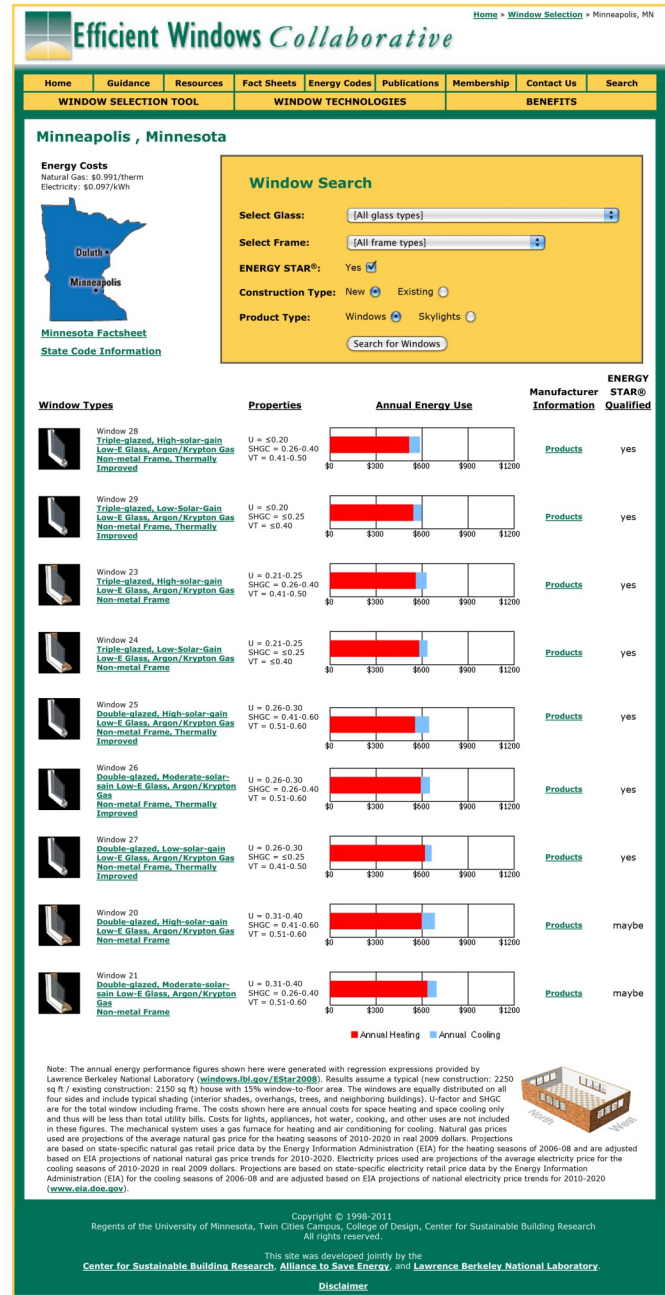 Home » Window Selection » Minneapolis, MN
Efficient Windows Collaborative
Home Guidance Resources Fact Sheets Energy Codes Publications Membership Contact Us Search
WINDOW SELECTION TOOL WINDOW TECHNOLOGIES BENEFITS
Minneapolis , Minnesota
Energy Costs
Natural Gas: $0.991/therm
Electricity: $0.097/kWh
Duluth
Minneapolis
Minnesota Factsheet
State Code Information
Window Search
Select Glass: [All glass types]
Select Frame: [All frame types]
ENERGY STAR®: Yes
Construction Type: New Existing
Product Type: Windows Skylights
Search for Windows
Window Types Properties Annual Energy Use Manufacturer Information ENERGY STAR® Qualified
Window 28
Triple-glazed, High-solar-gain
Low-E Glass, Argon/Krypton Gas
Non-metal Frame, Thermally
Improved
U = ≤0.20
SHGC = 0.26-0.40
VT = 0.41-0.50
$0 $300 $600 $900 $1200
Products
yes
Window 29
Triple-glazed, Low-Solar-Gain
Low-E Glass, Argon/Krypton Gas
Non-metal Frame, Thermally
Improved
U = ≤0.20
SHGC = ≤0.25
VT = ≤0.40
$0 $300 $600 $900 $1200
Products
yes
Window 23
Triple-glazed, High-solar-gain
Low-E Glass, Argon/Krypton Gas
Non-metal Frame
U = 0.21-0.25
SHGC = 0.26-0.40
VT = 0.41-0.50
$0 $300 $600 $900 $1200
Products
yes
Window 24
Triple-glazed, Low-Solar-Gain
Low-E Glass, Argon/Krypton Gas
Non-metal Frame
U = 0.21-0.25
SHGC = ≤0.25
VT = ≤0.40
$0 $300 $600 $900 $1200
Products
yes
Window 25
Double-glazed, High-solar-gain
Low-E Glass, Argon/Krypton Gas
Non-metal Frame, Thermally
Improved
U = 0.26-0.30
SHGC = 0.41-0.60
VT = 0.51-0.60
$0 $300 $600 $900 $1200
Products
yes
Window 26
Double-glazed, Moderate-solar-
sain Low-E Glass, Argon/Krypton
Gas
Non-metal Frame, Thermally
Improved
U = 0.26-0.30
SHGC = 0.26-0.40
VT = 0.51-0.60
$0 $300 $600 $900 $1200
Products
yes
Window 27
Double-glazed, Low-solar-gain
Low-E Glass, Argon/Krypton Gas
Non-metal Frame, Thermally
Improved
U = 0.26-0.30
SHGC = ≤0.25
VT = 0.41-0.50
$0 $300 $600 $900 $1200
Products
yes
Window 20
Double-glazed, High-solar-gain
Low-E Glass, Argon/Krypton Gas
Non-metal Frame
U = 0.31-0.40
SHGC = 0.41-0.60
VT = 0.51-0.60
$0 $300 $600 $900 $1200
Products
maybe
Window 21
Double-glazed, Moderate-solar-
sain Low-E Glass, Argon/Krypton
Gas
Non-metal Frame
U = 0.31-0.40
SHGC = 0.26-0.40
VT = 0.51-0.60
$0 $300 $600 $900 $1200
Products
maybe
Annual Heating Annual Cooling
Note: The annual energy performance figures shown here were generated with regression expressions provided by
Lawrence Berkeley National Laboratory (windows.lbl.gov/EStar2008). Results assume a typical (new construction: 2250
sq ft / existing construction: 2150 sq ft) house with 15% window-to-floor area. The windows are equally distributed on all
four sides and include typical shading (interior shades, overhangs, trees, and neighboring buildings). U-factor and SHGC
are for the total window including frame. The costs shown here are annual costs for space heating and space cooling only
and thus will be less than total utility bills. Costs for lights, appliances, hot water, cooking, and other uses are not included
in these figures. The mechanical system uses a gas furnace for heating and air conditioning for cooling. Natural gas prices
used are projections of the average natural gas price for the heating seasons of 2010-2020 in real 2009 dollars. Projections
are based on state-specific natural gas retail price data by the Energy Information Administration (EIA) for the heating seasons of 2006-08 and are adjusted
based on EIA projections of national natural gas price trends for 2010-2020. Electricity prices used are projections of the average electricity price for the
cooling seasons of 2010-2020 in real 2009 dollars. Projections are based on state-specific electricity retail price data by the Energy Information
Administration (EIA) for the cooling seasons of 2006-08 and are adjusted based on EIA projections of national electricity price trends for 2010-2020
(www.eia.doe.gov).
North West
Copyright © 1998-2011
Regents of the University of Minnesota, Twin Cities Campus, College of Design, Center for Sustainable Building Research
All rights reserved.
This site was developed jointly by the
Center for Sustainable Building Research, Alliance to Save Energy, and Lawrence Berkeley National Laboratory.
Disclaimer